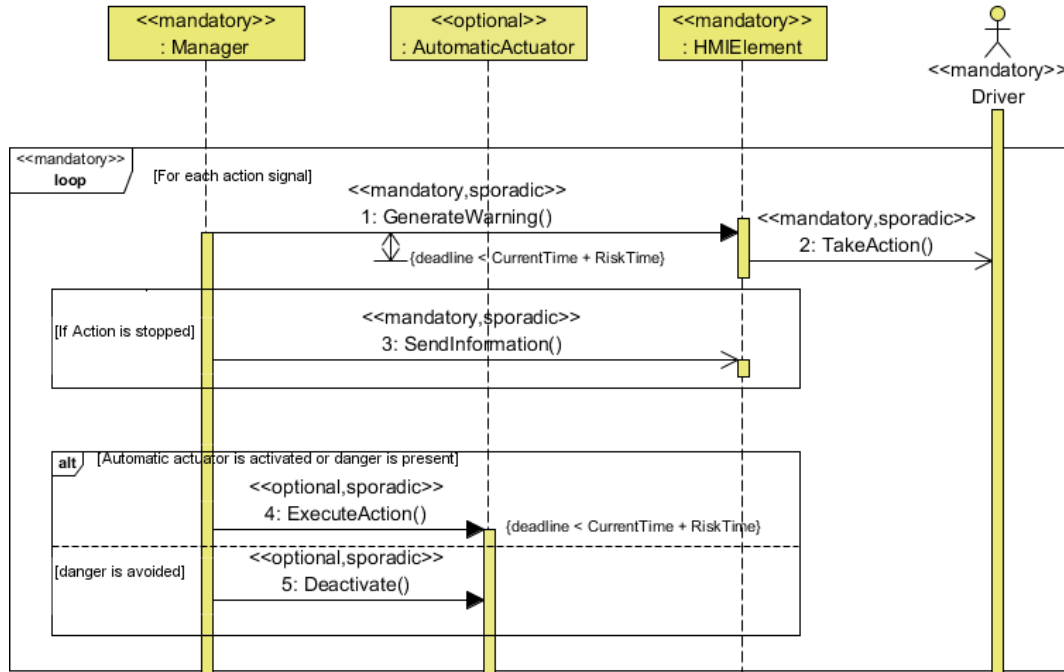 <<mandatory>>
: Manager
<<optional>>
: AutomaticActuator
<<mandatory>>
: HMIElement
<<mandatory>>
Driver
<<mandatory>>
loop
[For each action signal]
<<mandatory,sporadic>>
1: GenerateWarning()
<<mandatory,sporadic>>
2: TakeAction()
{deadline < CurrentTime + RiskTime}
[If Action is stopped]
<<mandatory,sporadic>>
3: SendInformation()
alt
[Automatic actuator is activated or danger is present]
<<optional,sporadic>>
4: ExecuteAction()
{deadline < CurrentTime + RiskTime}
[danger is avoided]
<<optional,sporadic>>
5: Deactivate()